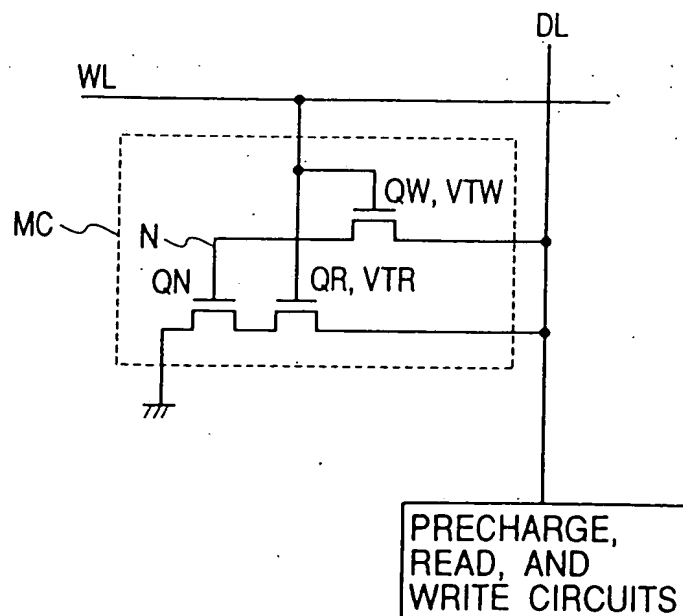 DL
WL
QW, VTW
MC
N
QN
QR, VTR
PRECHARGE,
READ, AND
WRITE CIRCUITS